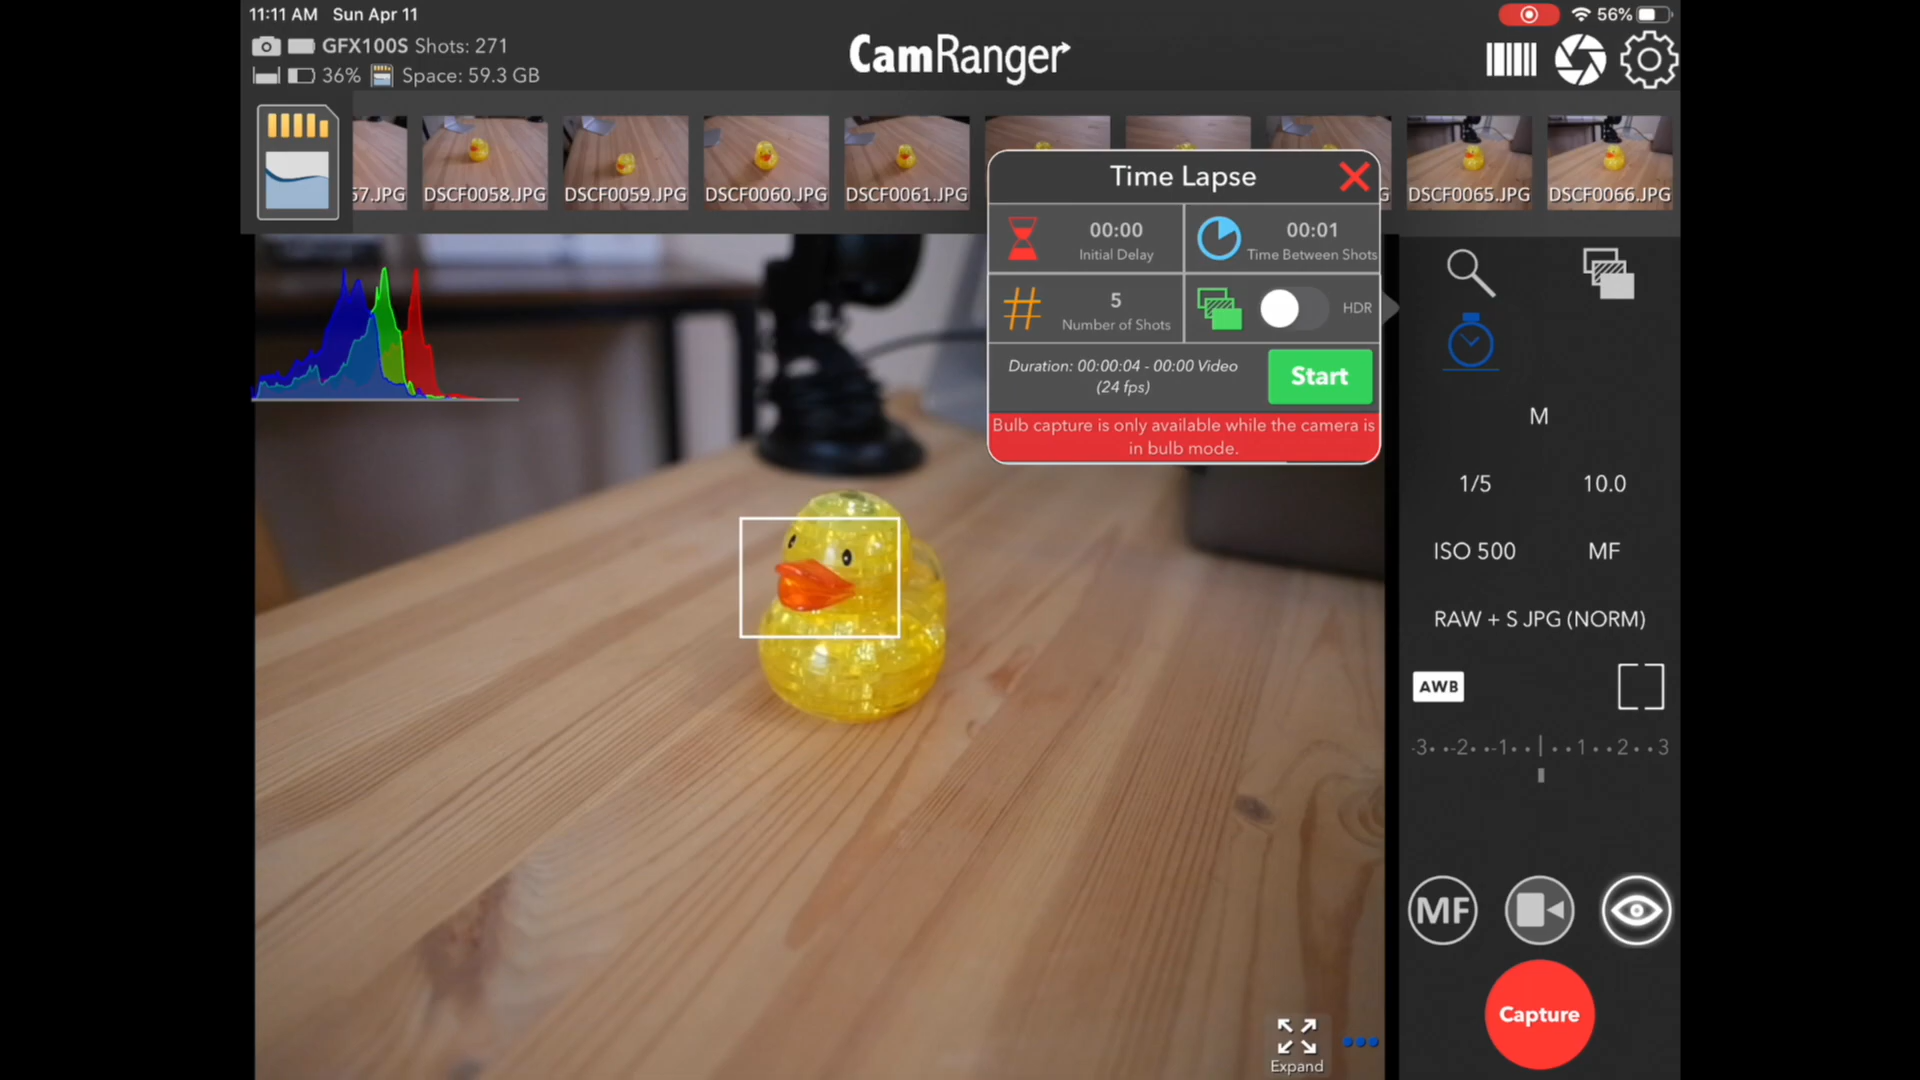 11:11 AM Sun Apr 11
56%
GFX100S Shots: 271
36% Space: 59.3 GB
CamRanger
57.JPG DSCF0058.JPG DSCF0059.JPG DSCF0060.JPG DSCF0061.JPG G DSCF0065.JPG DSCF0066.JPG
Time Lapse
00:00
Initial Delay
00:01
Time Between Shots
5
Number of Shots
HDR
Duration: 00:00:04 - 00:00 Video
(24 fps)
Start
Bulb capture is only available while the camera is
in bulb mode.
M
1/5 10.0
ISO 500 MF
RAW + S JPG (NORM)
AWB
-3••-2••-1••|••1••2••3
MF
Capture
Expand